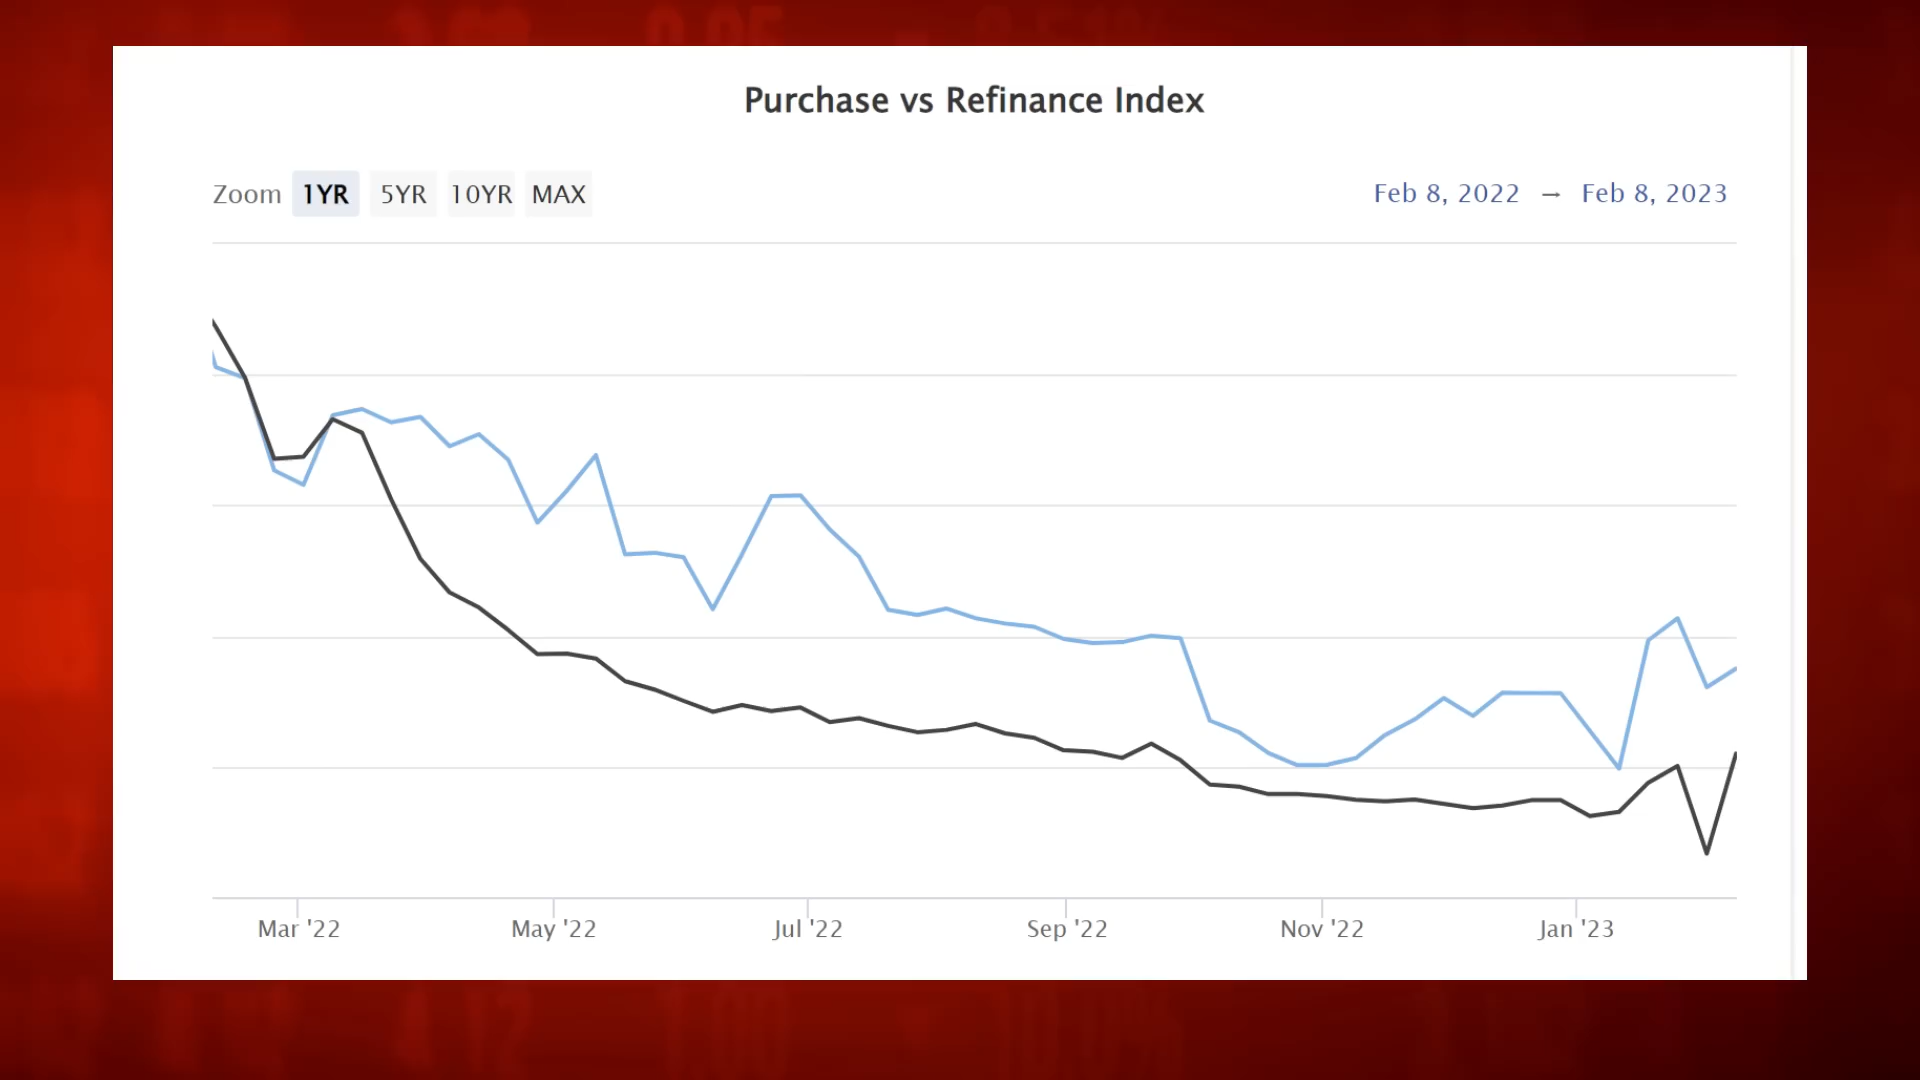 Purchase vs Refinance Index
Zoom 1YR 5YR 10YR MAX Feb 8, 2022 → Feb 8, 2023
Mar '22 May '22 Jul '22 Sep '22 Nov '22 Jan '23